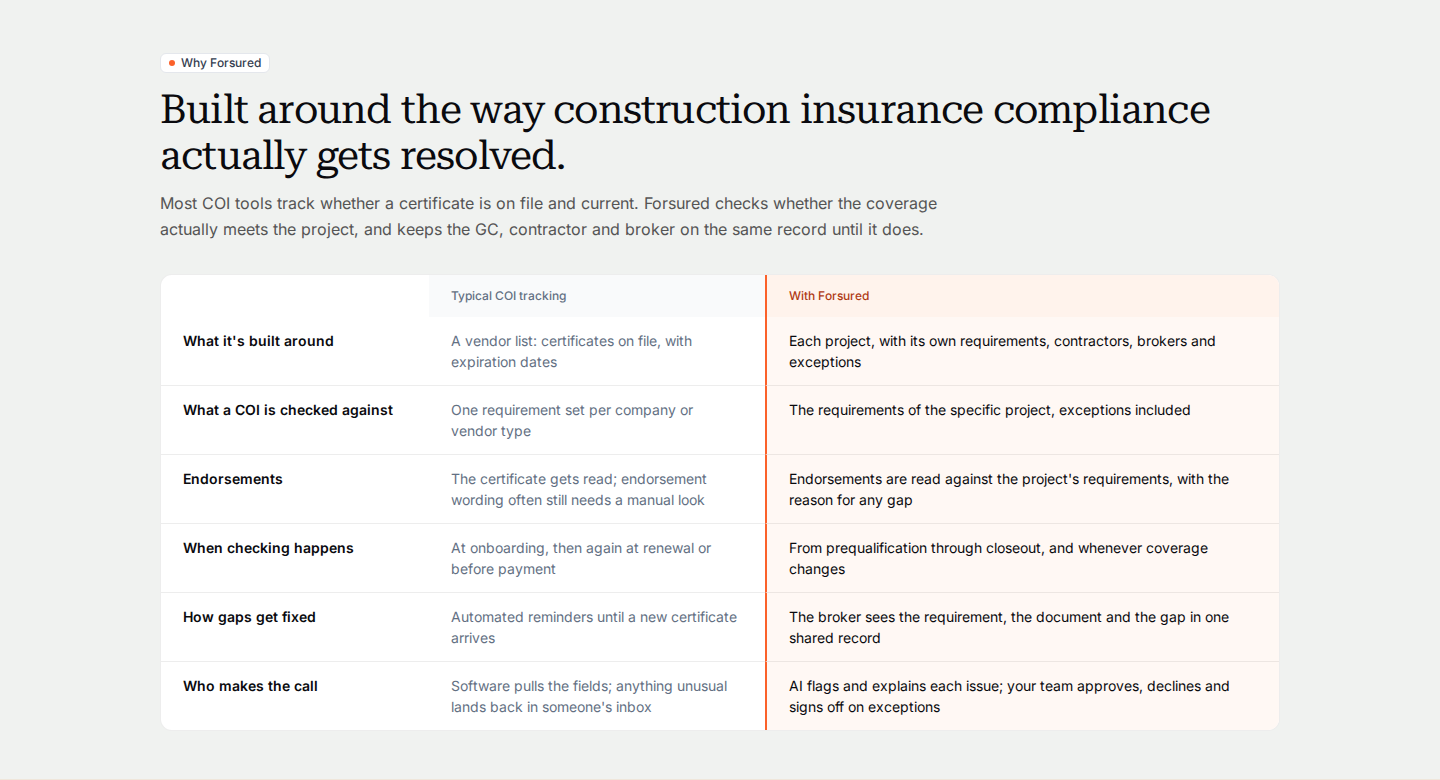 Why Forsured
Built around the way construction insurance compliance
actually gets resolved.
Most COI tools track whether a certificate is on file and current. Forsured checks whether the coverage
actually meets the project, and keeps the GC, contractor and broker on the same record until it does.
Typical COI tracking
With Forsured
What it's built around
A vendor list: certificates on file, with
expiration dates
Each project, with its own requirements, contractors, brokers and
exceptions
What a COI is checked against
One requirement set per company or
vendor type
The requirements of the specific project, exceptions included
Endorsements
The certificate gets read; endorsement
wording often still needs a manual look
Endorsements are read against the project's requirements, with the
reason for any gap
When checking happens
At onboarding, then again at renewal or
before payment
From prequalification through closeout, and whenever coverage
changes
How gaps get fixed
Automated reminders until a new certificate
arrives
The broker sees the requirement, the document and the gap in one
shared record
Who makes the call
Software pulls the fields; anything unusual
lands back in someone's inbox
AI flags and explains each issue; your team approves, declines and
signs off on exceptions